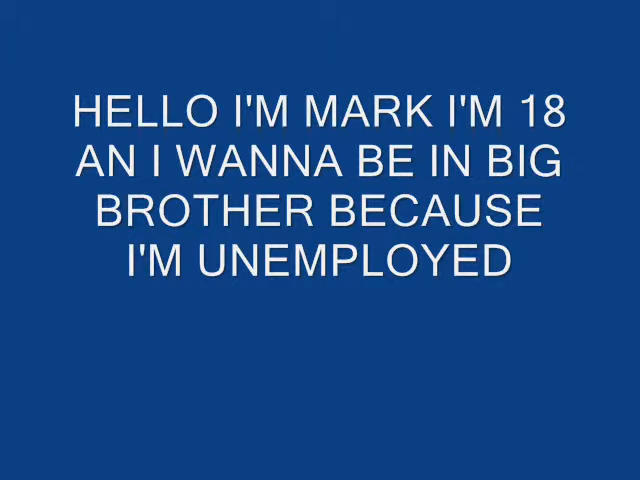 HELLO I'M MARK I'M 18
AN I WANNA BE IN BIG
BROTHER BECAUSE
I'M UNEMPLOYED